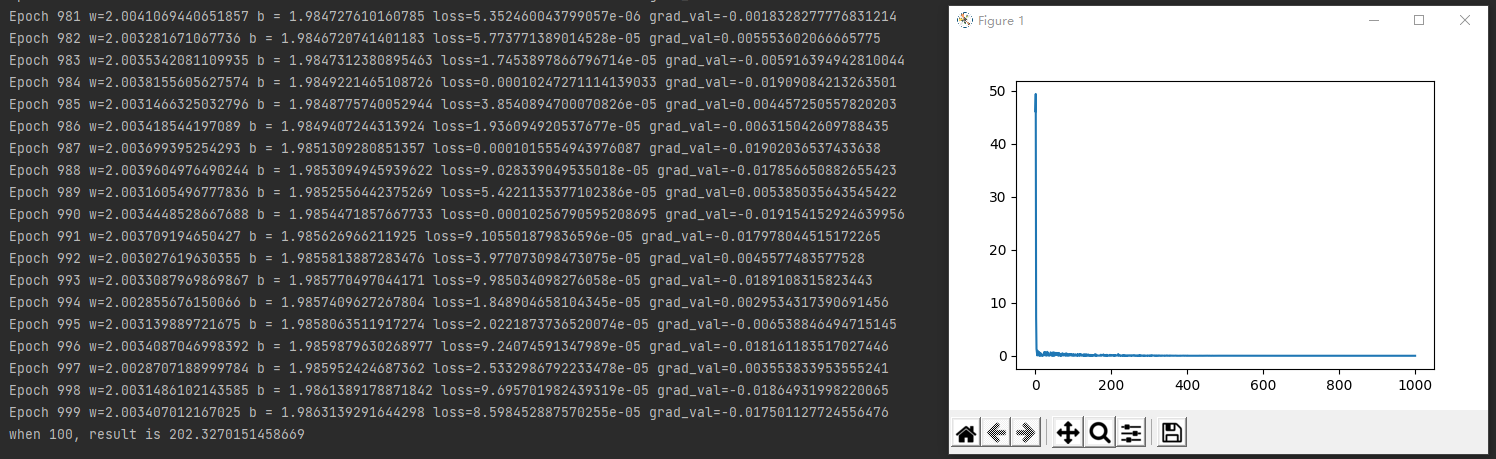 Epoch 981 w=2.0041069440651857 b = 1.984727610160785 loss=5.352460043799057e-06 grad_val=-0.0018328277776831214
Epoch 982 w=2.003281671067736 b = 1.9846720741401183 loss=5.773771389014528e-05 grad_val=0.005553602066665775
Epoch 983 w=2.0035342081109935 b = 1.9847312380895463 loss=1.7453897866796714e-05 grad_val=-0.005916394942810044
Epoch 984 w=2.0038155605627574 b = 1.9849221465108726 loss=0.00010247271114139033 grad_val=-0.01909084213263501
Epoch 985 w=2.0031466325032796 b = 1.9848775740052944 loss=3.8540894700070826e-05 grad_val=0.004457250557820203
Epoch 986 w=2.003418544197089 b = 1.9849407244313924 loss=1.936094920537677e-05 grad_val=-0.006315042609788435
Epoch 987 w=2.003699395254293 b = 1.9851309280851357 loss=0.0001015554943976087 grad_val=-0.01902036537433638
Epoch 988 w=2.0039604976490244 b = 1.9853094945939622 loss=9.028339049535018e-05 grad_val=-0.017856650882655423
Epoch 989 w=2.0031605496777836 b = 1.9852556442375269 loss=5.4221135377102386e-05 grad_val=0.005385035643545422
Epoch 990 w=2.0034448528667688 b = 1.9854471857667733 loss=0.00010256790595208695 grad_val=-0.019154152924639956
Epoch 991 w=2.003709194650427 b = 1.985626966211925 loss=9.105501879836596e-05 grad_val=-0.017978044515172265
Epoch 992 w=2.003027619630355 b = 1.9855813887283476 loss=3.977073098473075e-05 grad_val=0.0045577483577528
Epoch 993 w=2.0033087969869867 b = 1.985770497044171 loss=9.985034098276058e-05 grad_val=-0.0189108315823443
Epoch 994 w=2.002855676150066 b = 1.9857409627267804 loss=1.848904658104345e-05 grad_val=0.0029534317390691456
Epoch 995 w=2.003139889721675 b = 1.9858063511917274 loss=2.0221873736520074e-05 grad_val=-0.006538846494715145
Epoch 996 w=2.0034087046998392 b = 1.9859879630268977 loss=9.24074591347989e-05 grad_val=-0.018161183517027446
Epoch 997 w=2.0028707188999784 b = 1.985952424687362 loss=2.5332986792233478e-05 grad_val=0.003553833953555241
Epoch 998 w=2.0031486102143585 b = 1.9861389178871842 loss=9.695701982439319e-05 grad_val=-0.01864931998220065
Epoch 999 w=2.003407012167025 b = 1.9863139291644298 loss=8.598452887570255e-05 grad_val=-0.017501127724556476
when 100, result is 202.3270151458669
Figure 1
50
40
30
20
10
0
0 200 400 600 800 1000